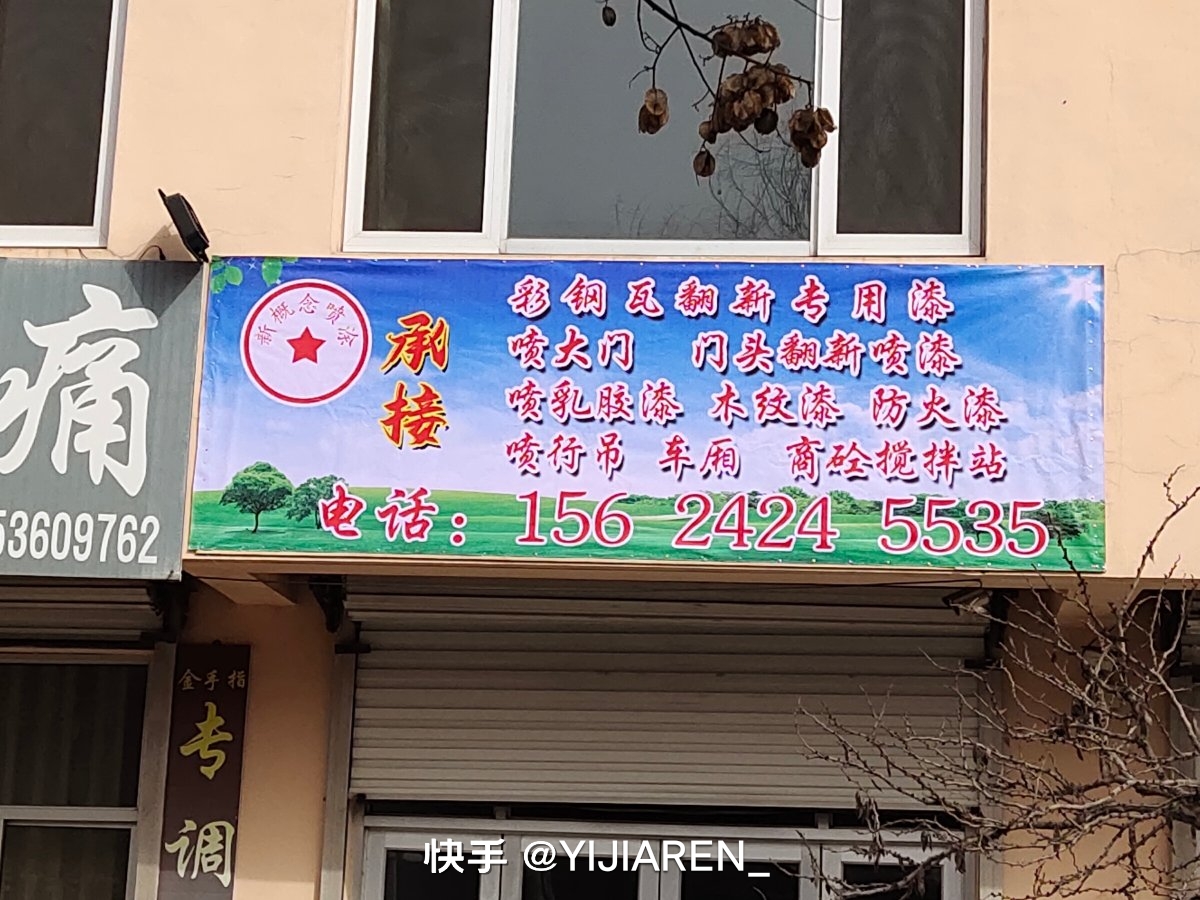 痛
53609762
新概念喷涂
承接
彩钢瓦翻新专用漆
喷大门 门头翻新喷漆
喷乳胶漆 木纹漆 防火漆
喷行吊 车厢 商砼搅拌站
电话：156 2424 5535
金手指
专调
快手 @YIJIAREN_